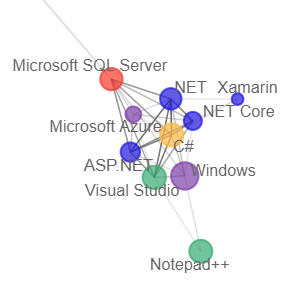 Microsoft SQL Server
NET
Xamarin
NET Core
Microsoft Azure
C#
ASP.NET
Windows
Visual Studio
Notepad++